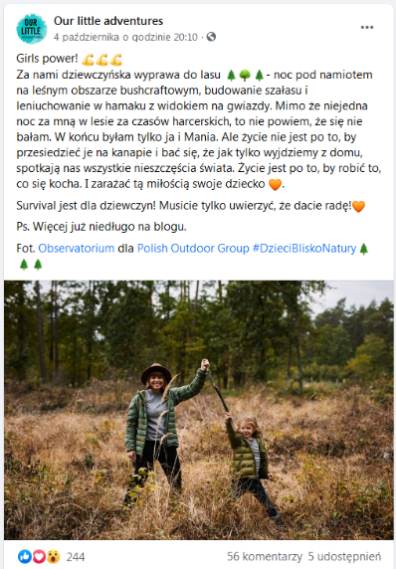 OUR
LITTLE
Our little adventures
4 października o godzinie 20:10 ·
Girls power! 💪💪💪
Za nami dziewczyńska wyprawa do lasu 🌲🌳🌲- noc pod namiotem
na leśnym obszarze bushcraftowym, budowanie szałasu i
leniuchowanie w hamaku z widokiem na gwiazdy. Mimo że niejedna
noc za mną w lesie za czasów harcerskich, to nie powiem, że się nie
bałam. W końcu byłam tylko ja i Mania. Ale życie nie jest po to, by
przesiedzieć je na kanapie i bać się, że jak tylko wyjdziemy z domu,
spotkają nas wszystkie nieszczęścia świata. Życie jest po to, by robić to,
co się kocha. I zarażać tą miłością swoje dziecko 🧡.
Survival jest dla dziewczyn! Musicie tylko uwierzyć, że dacie radę!🧡
Ps. Więcej już niedługo na blogu.
Fot. Observatorium dla Polish Outdoor Group #DzieciBliskoNatury🌲
🌲🌲
244
56 komentarzy 5 udostępnień